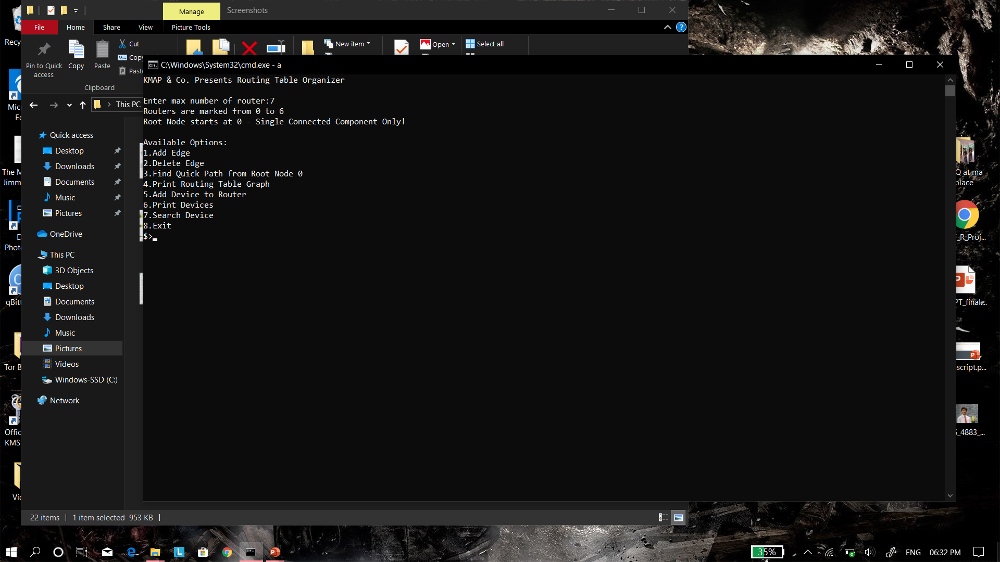 Manage
Screenshots
File
Home
Share
View
Picture Tools
Pin to Quick access
Copy
Paste
Cut
Copy
Paste
New item
Open
Select all
Clipboard
This PC
Quick access
Desktop
Downloads
Documents
Music
Pictures
OneDrive
This PC
3D Objects
Desktop
Documents
Downloads
Music
Pictures
Videos
Windows-SSD (C:)
Network
22 items
1 item selected 953 KB
C:\Windows\System32\cmd.exe - a
KMAP & Co. Presents Routing Table Organizer
Enter max number of router:7
Routers are marked from 0 to 6
Root Node starts at 0 - Single Connected Component Only!
Available Options:
1.Add Edge
2.Delete Edge
3.Find Quick Path from Root Node 0
4.Print Routing Table Graph
5.Add Device to Router
6.Print Devices
7.Search Device
8.Exit
$>
Recy
Mic
The M
Jimm
Phot
qBitt
Tor B
Offic
KMS
Vi
Q at ma
place
_R_Proj...
PT_final...
script.p...
_4883_...
35%
ENG
06:32 PM